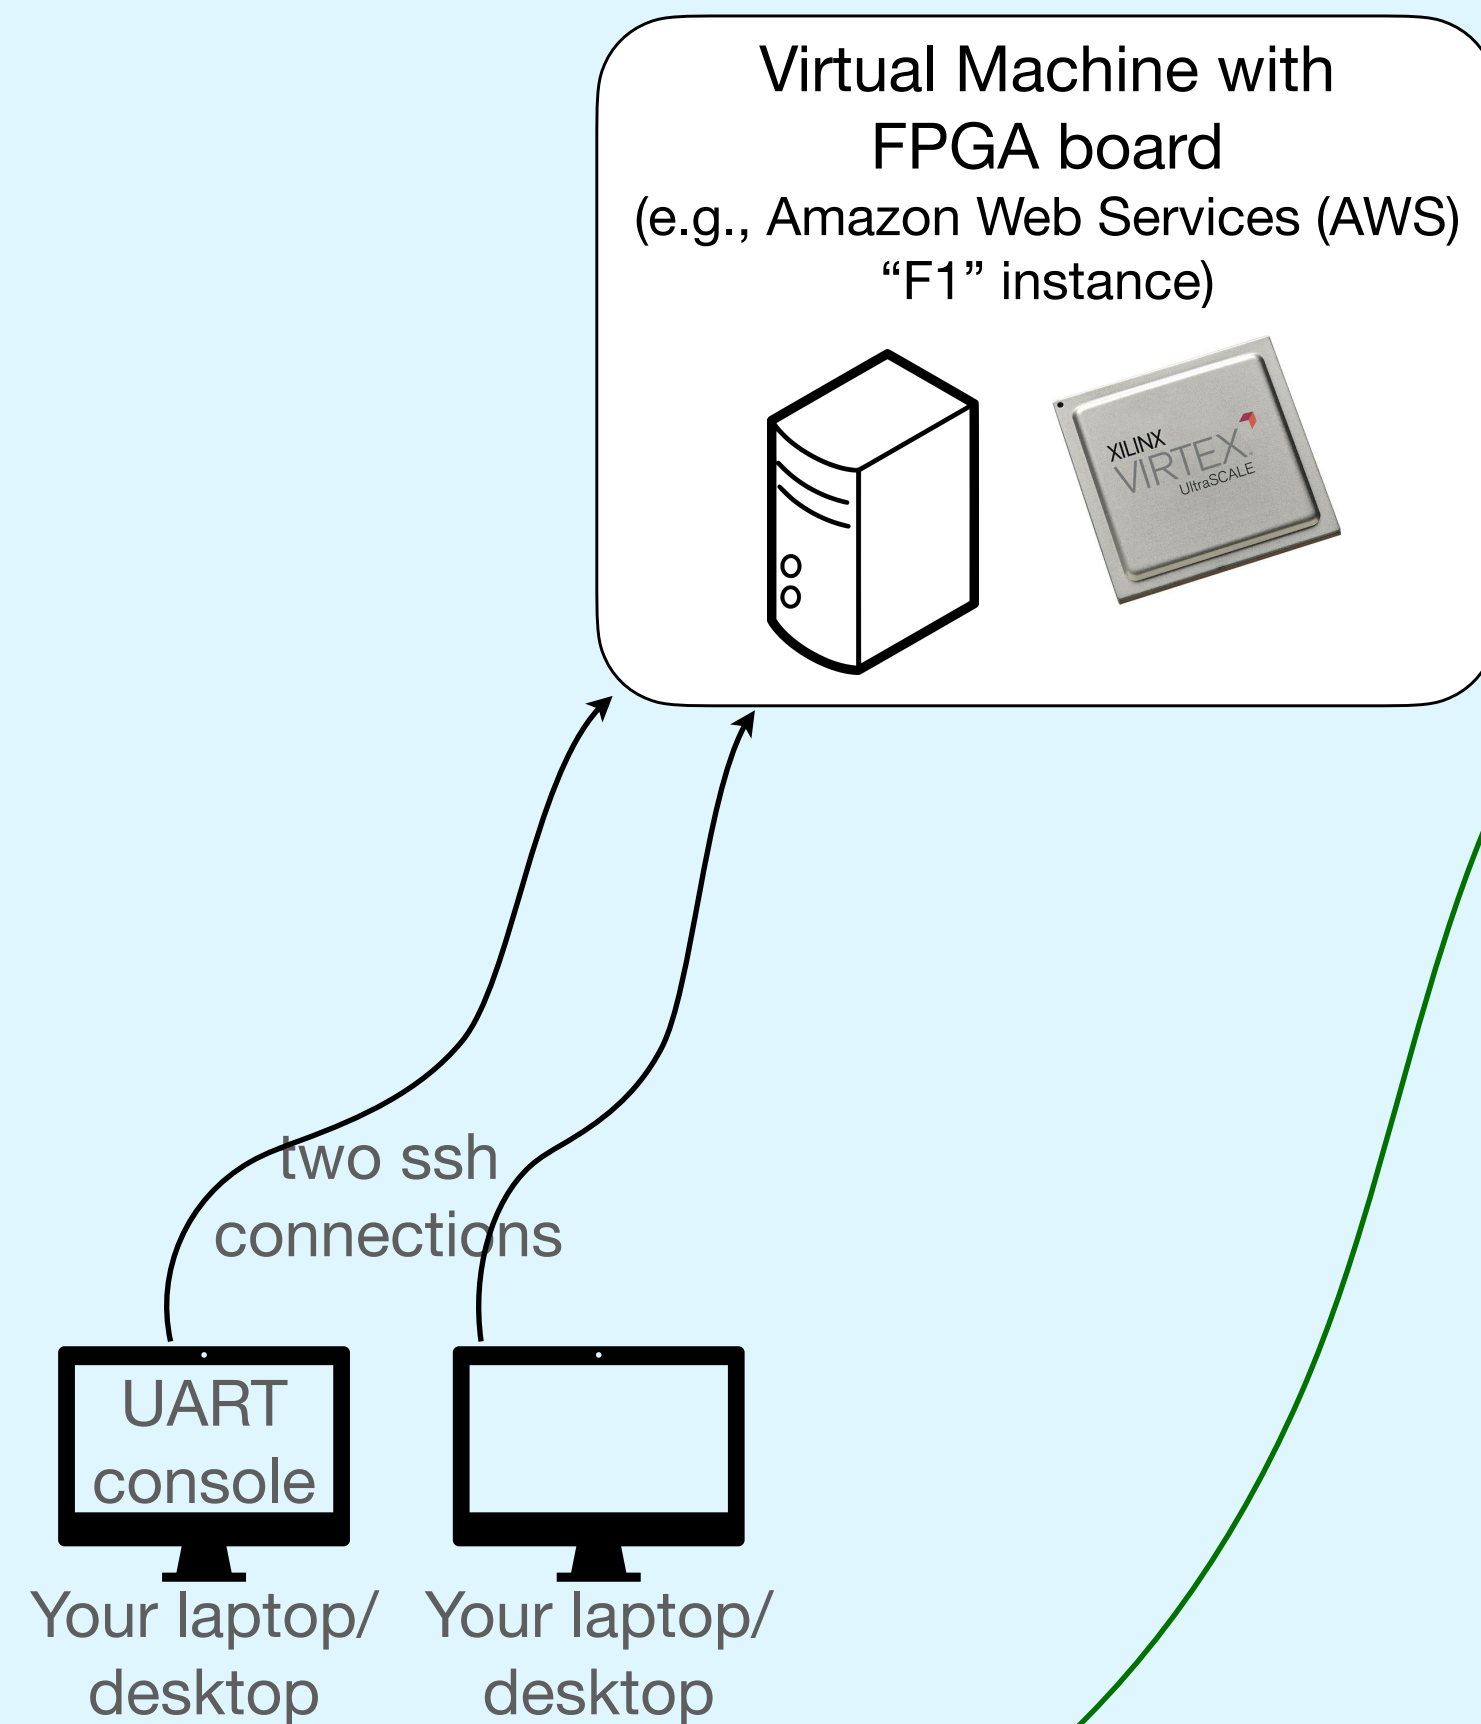 Virtual Machine with
FPGA board
(e.g., Amazon Web Services (AWS)
“F1” instance)
XILINX
VIRTEX
UltraSCALE
two ssh
connections
UART
console
Your laptop/
desktop
Your laptop/
desktop